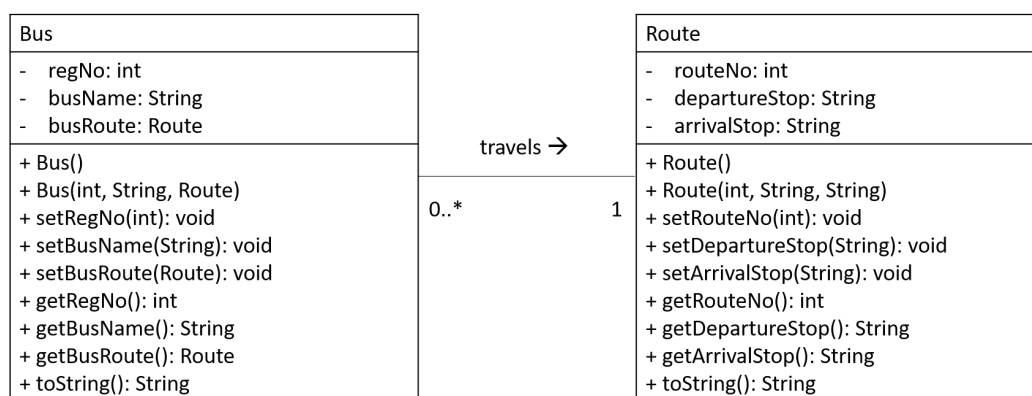 Bus
- regNo: int
- busName: String
- busRoute: Route
+ Bus()
+ Bus(int, String, Route)
+ setRegNo(int): void
+ setBusName(String): void
+ setBusRoute(Route): void
+ getRegNo(): int
+ getBusName(): String
+ getBusRoute(): Route
+ toString(): String
travels →
0..* 1
Route
- routeNo: int
- departureStop: String
- arrivalStop: String
+ Route()
+ Route(int, String, String)
+ setRouteNo(int): void
+ setDepartureStop(String): void
+ setArrivalStop(String): void
+ getRouteNo(): int
+ getDepartureStop(): String
+ getArrivalStop(): String
+ toString(): String